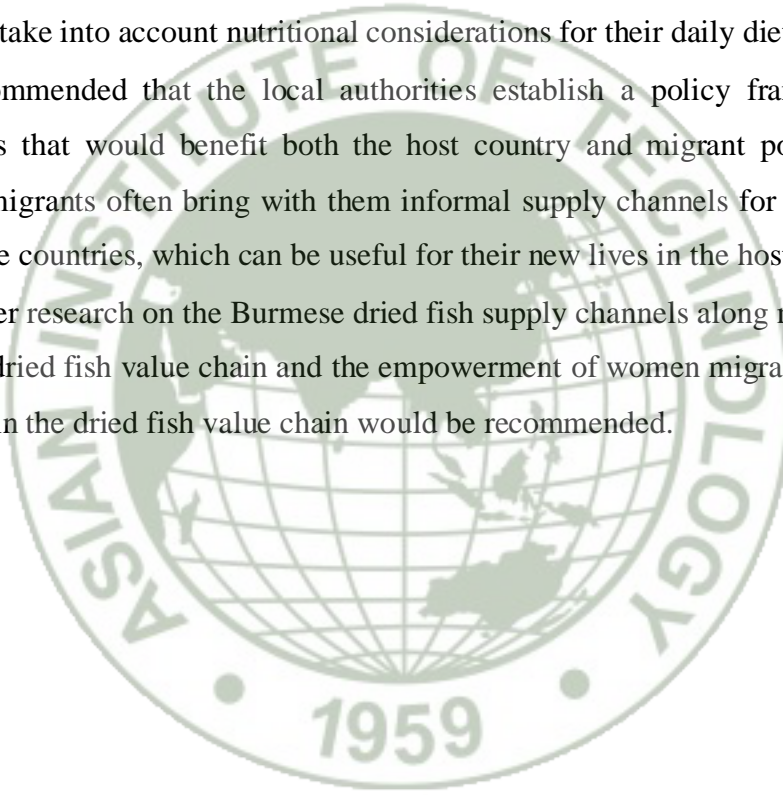 take into account nutritional considerations for their daily die
ommended that the local authorities establish a policy fra
s that would benefit both the host country and migrant po
nigrants often bring with them informal supply channels for
e countries, which can be useful for their new lives in the hos
er research on the Burmese dried fish supply channels along
dried fish value chain and the empowerment of women migra
in the dried fish value chain would be recommended.
ASIAN INSTITUTE OF TECHNOLOGY
• 1959 •